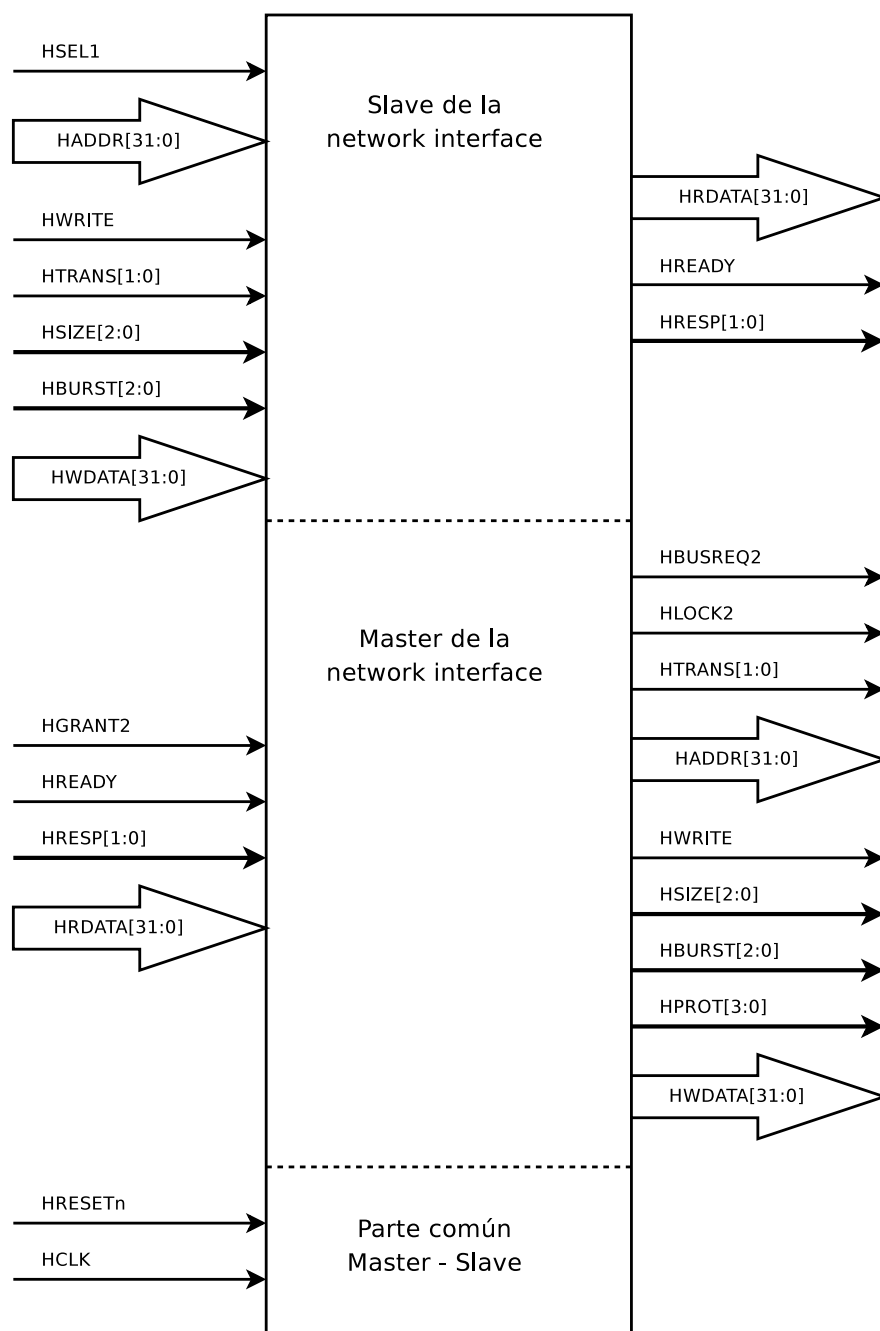 HSEL1
Slave de la
network interface
HADDR[31:0]
HRDATA[31:0]
HWRITE
HREADY
HTRANS[1:0]
HRESP[1:0]
HSIZE[2:0]
HBURST[2:0]
HWDATA[31:0]
HBUSREQ2
HLOCK2
Master de la
network interface
HTRANS[1:0]
HGRANT2
HADDR[31:0]
HREADY
HRESP[1:0]
HWRITE
HSIZE[2:0]
HRDATA[31:0]
HBURST[2:0]
HPROT[3:0]
HWDATA[31:0]
HRESETn
Parte común
Master - Slave
HCLK